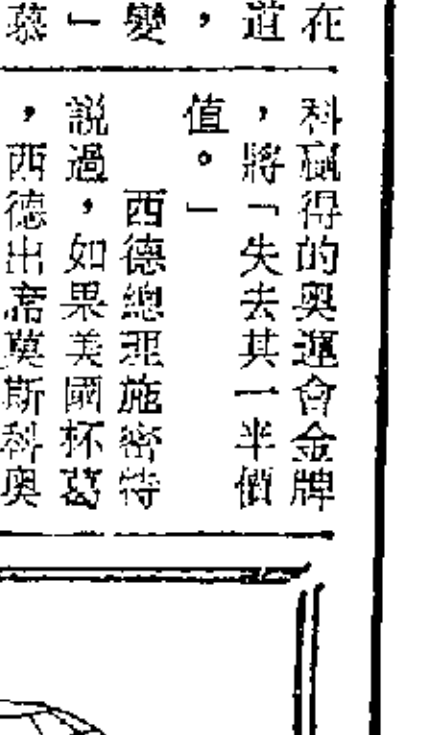 在
道
，
變
」
慕
科贏得的奧運會金牌
，將「失去其一半價
值。」
西德總理施密特
說過，如果美國杯葛
，西德出席莫斯科奧